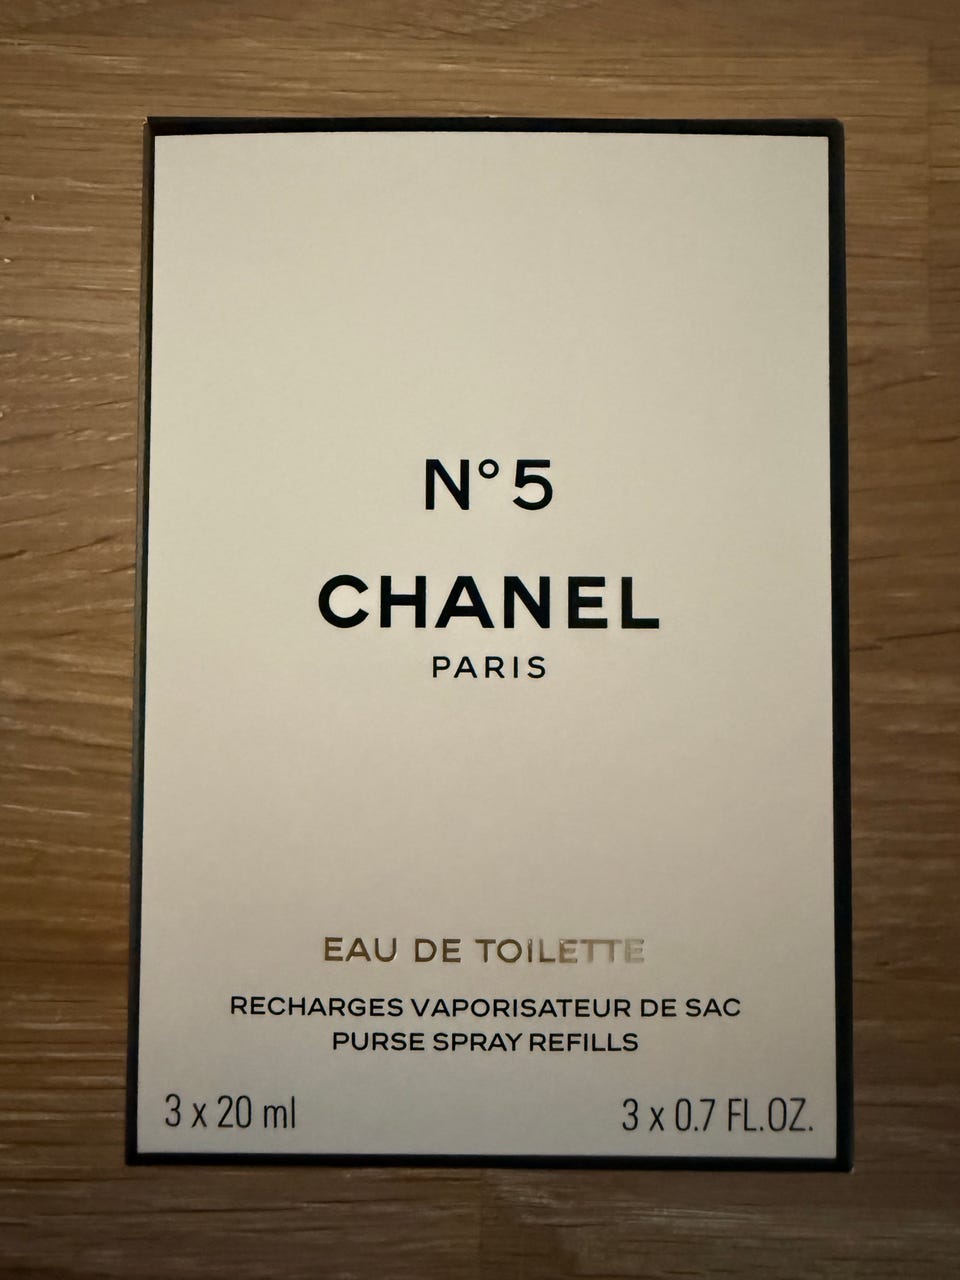 N°5
CHANEL
PARIS
EAU DE TOILETTE
RECHARGES VAPORISATEUR DE SAC
PURSE SPRAY REFILLS
3 x 20 ml 3 x 0.7 FL.OZ.